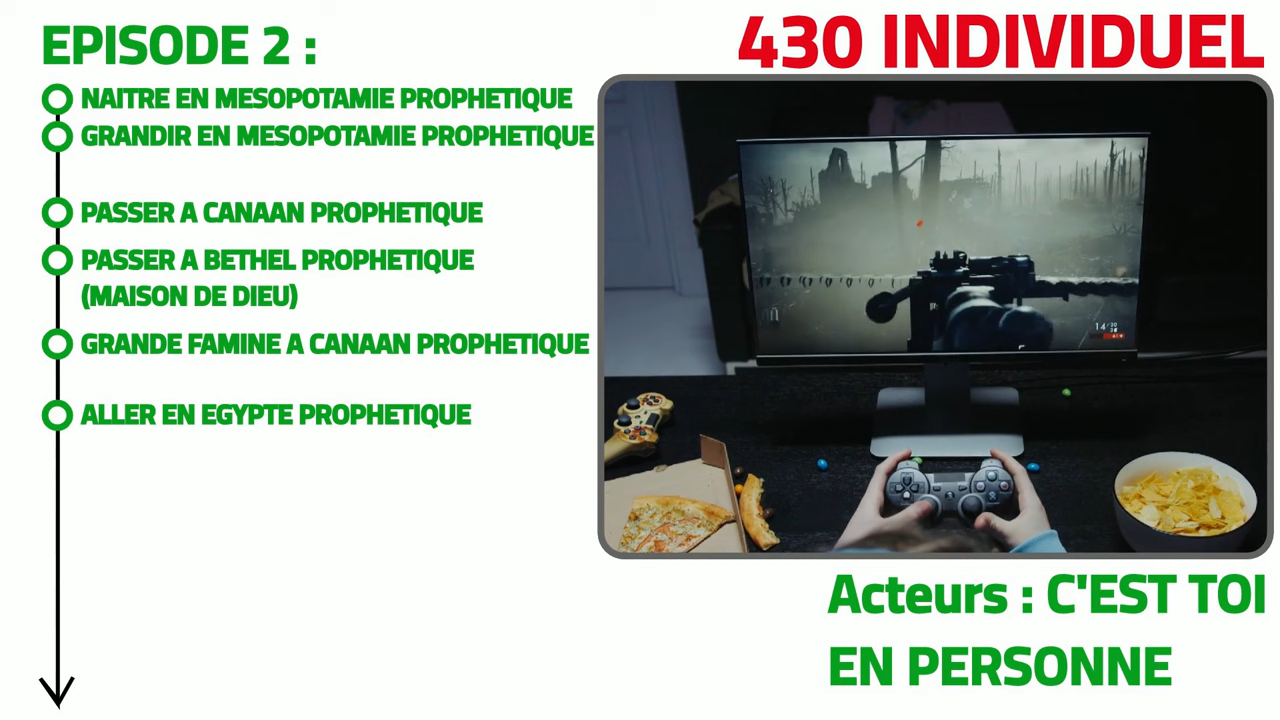 EPISODE 2 :
NAITRE EN MESOPOTAMIE PROPHETIQUE
GRANDIR EN MESOPOTAMIE PROPHETIQUE
PASSER A CANAAN PROPHETIQUE
PASSER A BETHEL PROPHETIQUE
(MAISON DE DIEU)
GRANDE FAMINE A CANAAN PROPHETIQUE
ALLER EN EGYPTE PROPHETIQUE
430 INDIVIDUEL
Acteurs : C'EST TOI
EN PERSONNE